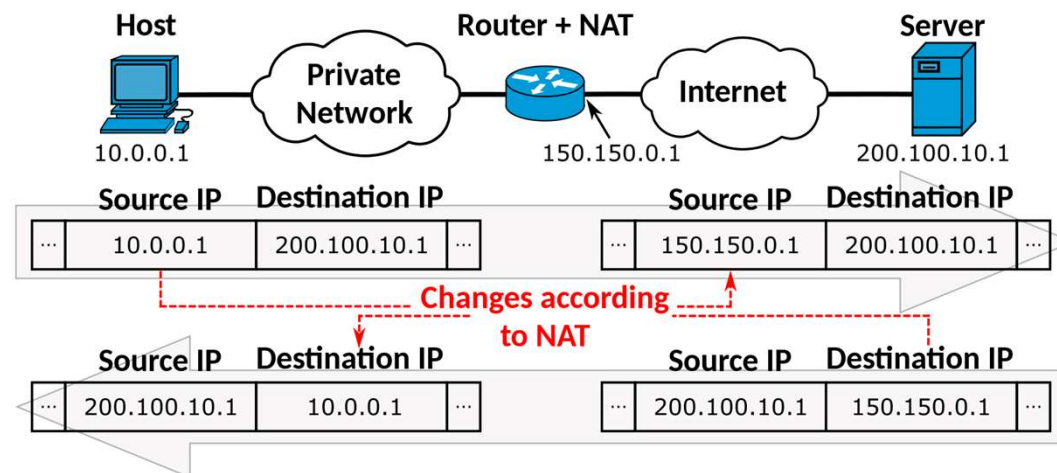 Host
Router + NAT
Server
Private
Network
Internet
10.0.0.1
150.150.0.1
200.100.10.1
Source IP Destination IP
Source IP Destination IP
... 10.0.0.1 200.100.10.1 ...
... 150.150.0.1 200.100.10.1 ...
Changes according
to NAT
Source IP Destination IP
Source IP Destination IP
... 200.100.10.1 10.0.0.1 ...
... 200.100.10.1 150.150.0.1 ...